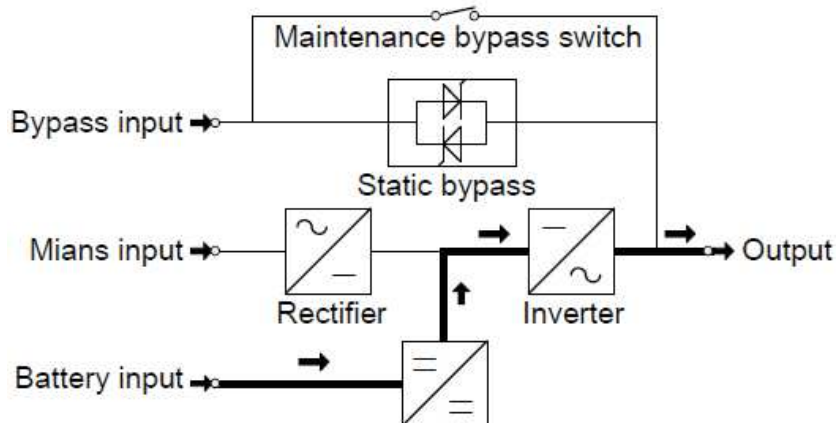 Maintenance bypass switch
Bypass input
Static bypass
Mians input
Output
Rectifier
Inverter
Battery input